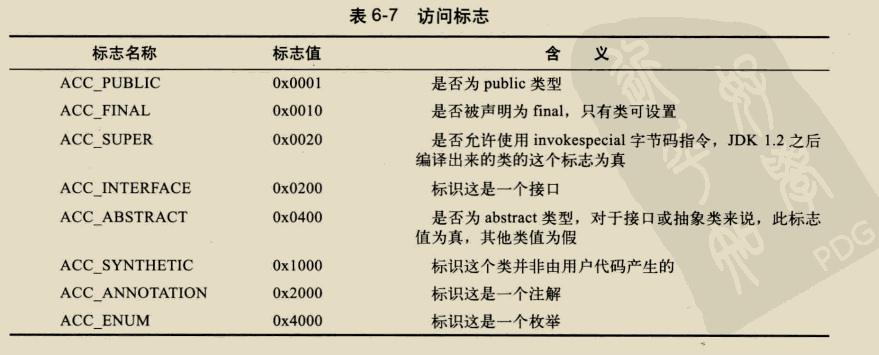 表 6-7 访问标志
标志名称 标志值 含 义
ACC_PUBLIC 0x0001 是否为 public 类型
ACC_FINAL 0x0010 是否被声明为 final，只有类可设置
ACC_SUPER 0x0020 是否允许使用 invokespecial 字节码指令，JDK 1.2 之后
编译出来的类的这个标志为真
ACC_INTERFACE 0x0200 标识这是一个接口
ACC_ABSTRACT 0x0400 是否为 abstract 类型，对于接口或抽象类来说，此标志
值为真，其他类值为假
ACC_SYNTHETIC 0x1000 标识这个类并非由用户代码产生的
ACC_ANNOTATION 0x2000 标识这是一个注解
ACC_ENUM 0x4000 标识这是一个枚举
PDG